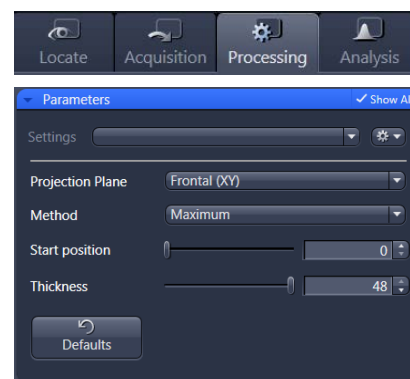 Locate Acquisition Processing Analysis
Parameters Show Al
Settings
Projection Plane Frontal (XY)
Method Maximum
Start position 0
Thickness 48
Defaults